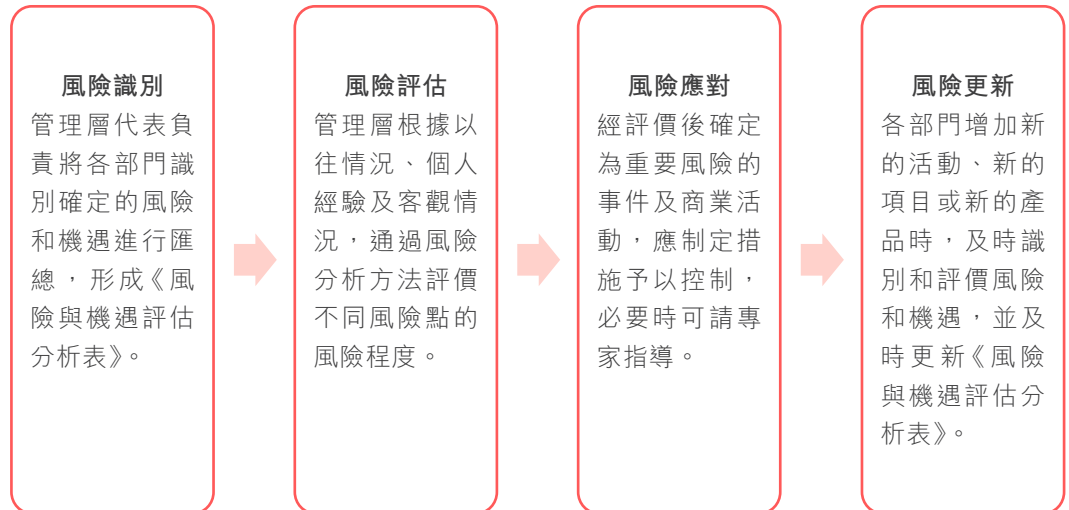 風險識別
管理層代表負
責將各部門識
別確定的風險
和機遇進行匯
總，形成《風
險與機遇評估
分析表》。
風險評估
管理層根據以
往情況、個人
經驗及客觀情
況，通過風險
分析方法評價
不同風險點的
風險程度。
風險應對
經評價後確定
為重要風險的
事件及商業活
動，應制定措
施予以控制，
必要時可請專
家指導。
風險更新
各部門增加新
的活動、新的
項目或新的產
品時，及時識
別和評價風險
和機遇，並及
時更新《風險
與機遇評估分
析表》。